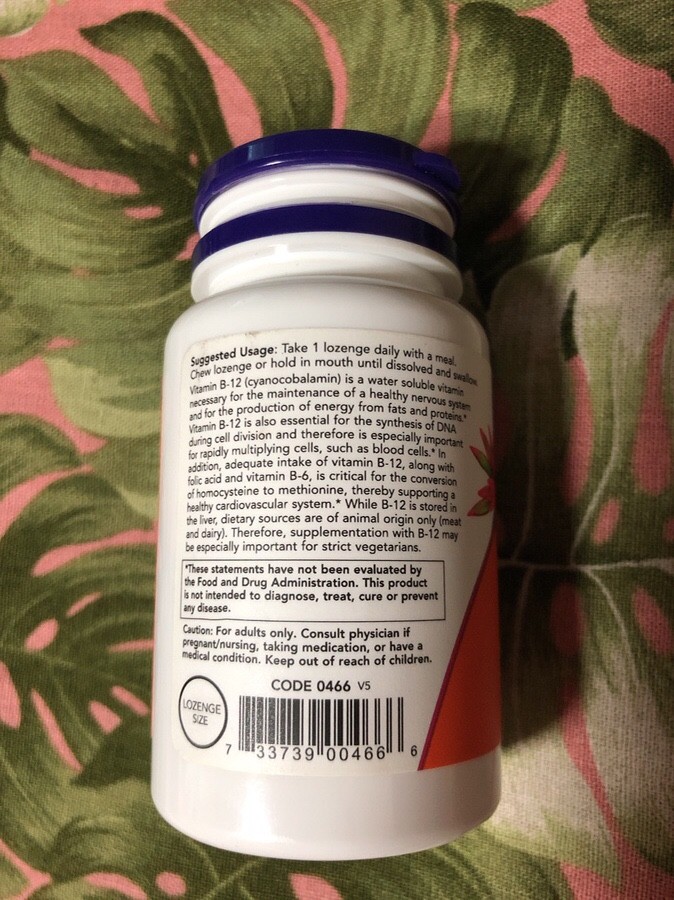 Suggested Usage: Take 1 lozenge daily with a meal.
Chew lozenge or hold in mouth until dissolved and swallow.
Vitamin B-12 (cyanocobalamin) is a water soluble vitamin
necessary for the maintenance of a healthy nervous system
and for the production of energy from fats and proteins.*
Vitamin B-12 is also essential for the synthesis of DNA
during cell division and therefore is especially important
for rapidly multiplying cells, such as blood cells.* In
addition, adequate intake of vitamin B-12, along with
folic acid and vitamin B-6, is critical for the conversion
of homocysteine to methionine, thereby supporting a
healthy cardiovascular system.* While B-12 is stored in
the liver, dietary sources are of animal origin only (meat
and dairy). Therefore, supplementation with B-12 may
be especially important for strict vegetarians.
*These statements have not been evaluated by
the Food and Drug Administration. This product
is not intended to diagnose, treat, cure or prevent
any disease.
Caution: For adults only. Consult physician if
pregnant/nursing, taking medication, or have a
medical condition. Keep out of reach of children.
CODE 0466 V5
LOZENGE
SIZE
7 33739 00466 6